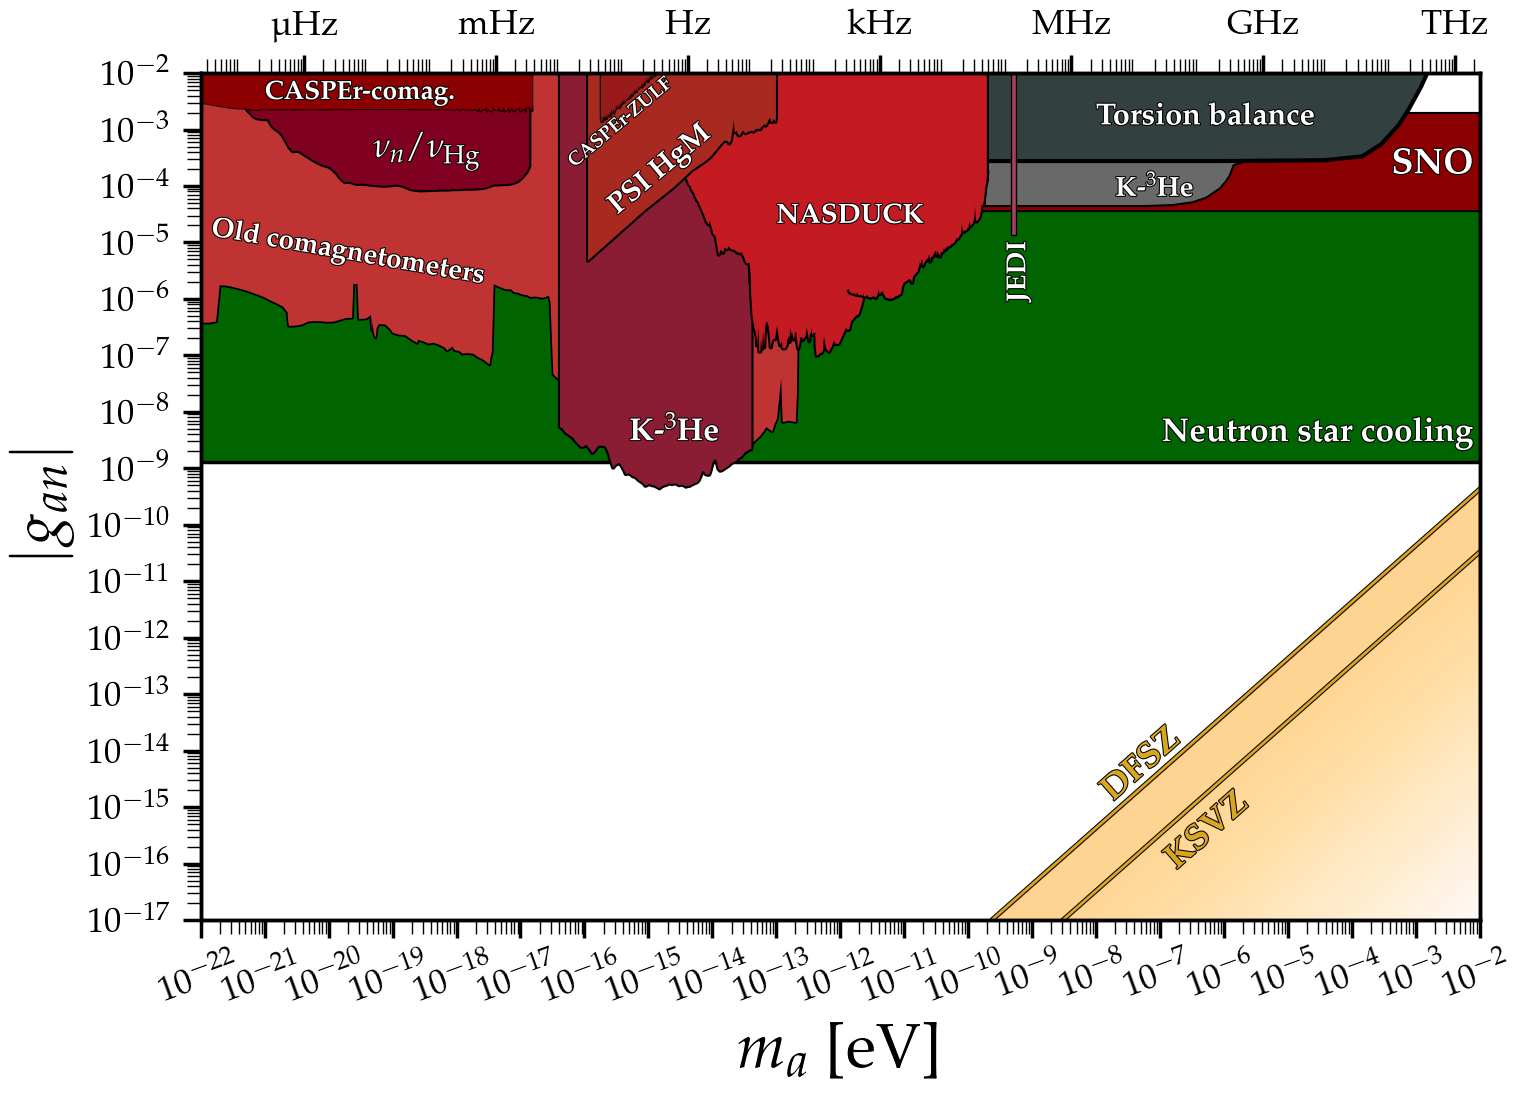 μHz mHz Hz kHz MHz GHz THz
10⁻²
10⁻³
10⁻⁴
10⁻⁵
10⁻⁶
10⁻⁷
10⁻⁸
10⁻⁹
10⁻¹⁰
10⁻¹¹
10⁻¹²
10⁻¹³
10⁻¹⁴
10⁻¹⁵
10⁻¹⁶
10⁻¹⁷
|gₐₙ|
CASPEr-comag.
νₙ/ν_Hg
Old comagnetometers
CASPEr-ZULF
PSI HgM
NASDUCK
K-³He
Torsion balance
K-³He
SNO
JEDI
Neutron star cooling
DFSZ
KSVZ
10⁻²² 10⁻²¹ 10⁻²⁰ 10⁻¹⁹ 10⁻¹⁸ 10⁻¹⁷ 10⁻¹⁶ 10⁻¹⁵ 10⁻¹⁴ 10⁻¹³ 10⁻¹² 10⁻¹¹ 10⁻¹⁰ 10⁻⁹ 10⁻⁸ 10⁻⁷ 10⁻⁶ 10⁻⁵ 10⁻⁴ 10⁻³ 10⁻²
mₐ [eV]